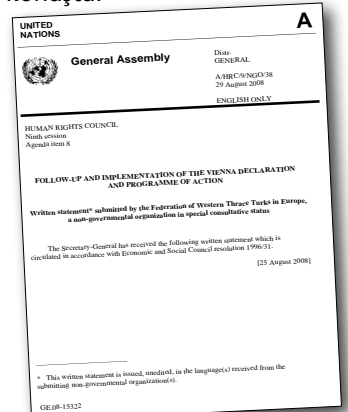 UNITED
NATIONS
A
General Assembly
Distr.
GENERAL
A/HRC/9/NGO/38
29 August 2008
ENGLISH ONLY
HUMAN RIGHTS COUNCIL
Ninth session
Agenda item 8
FOLLOW-UP AND IMPLEMENTATION OF THE VIENNA DECLARATION
AND PROGRAMME OF ACTION
Written statement* submitted by the Federation of Western Thrace Turks in Europe,
a non-governmental organization in special consultative status
The Secretary-General has received the following written statement which is
circulated in accordance with Economic and Social Council resolution 1996/31.
[25 August 2008]
* This written statement is issued, unedited, in the language(s) received from the
submitting non-governmental organization(s).
GE.08-15322